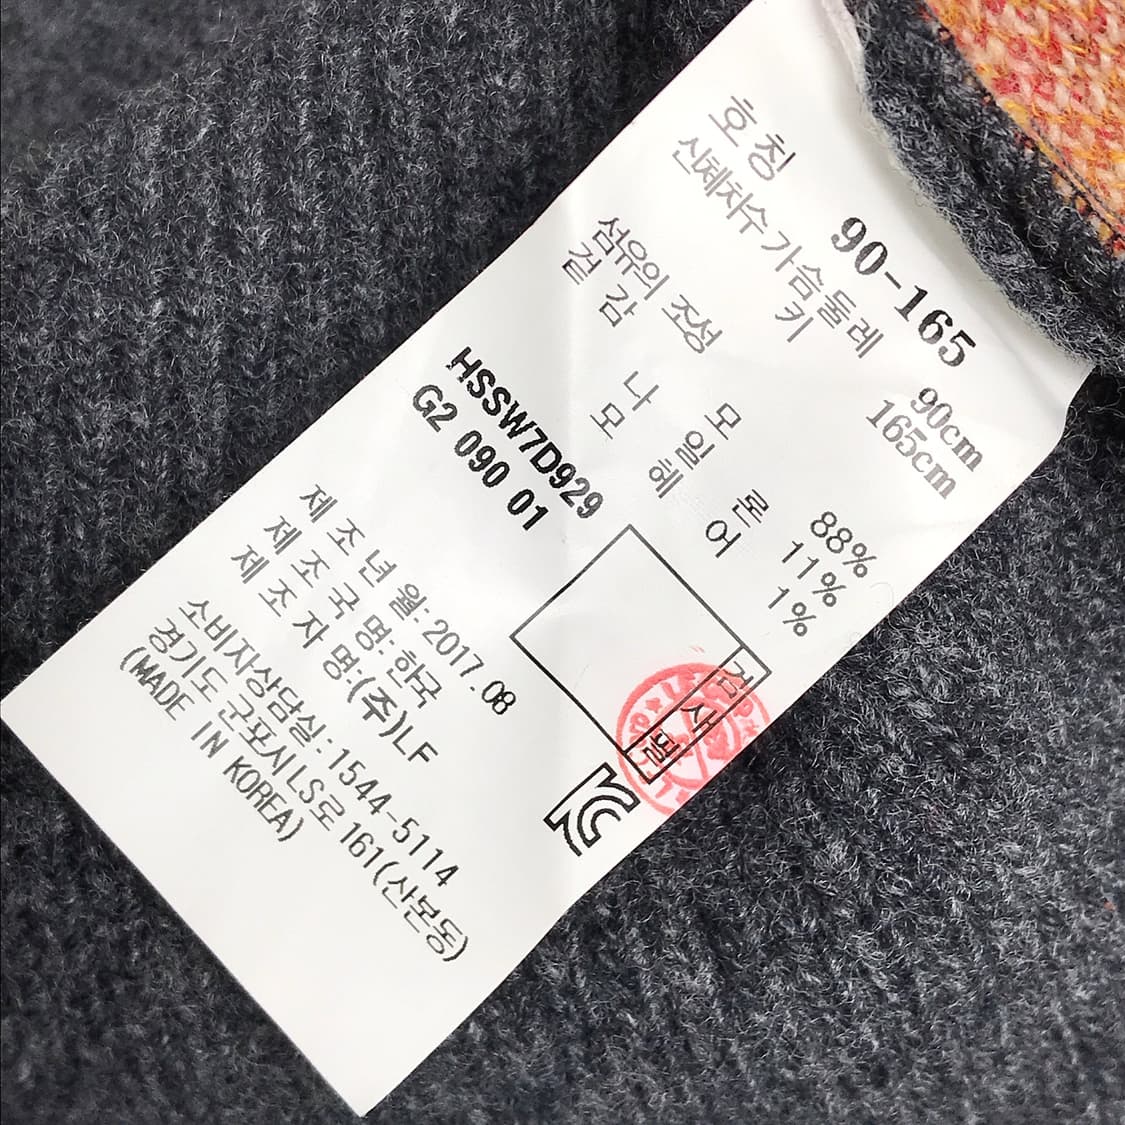 호칭 90-165
신체치수 가슴둘레 90cm
키 165cm
섬유의 조성
겉감 모 88%
나일론 11%
모헤어 1%
HSSW7D929
G2 090 01
검사필
제조년월: 2017.08
제조국명: 한국
제조자명: (주)LF
소비자상담실: 1544-5114
경기도 군포시 LS로 161(산본동)
(MADE IN KOREA)